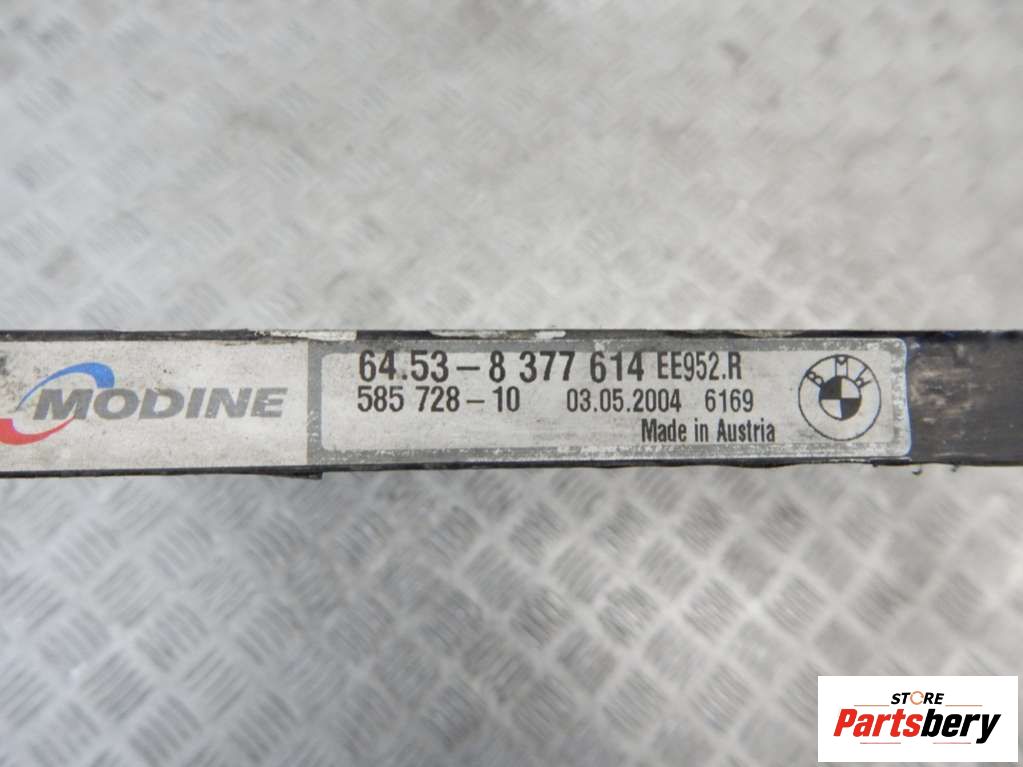 MODINE
64.53-8 377 614 EE952.R
585 728-10 03.05.2004 6169
Made in Austria
BMW
STORE
Partsbery